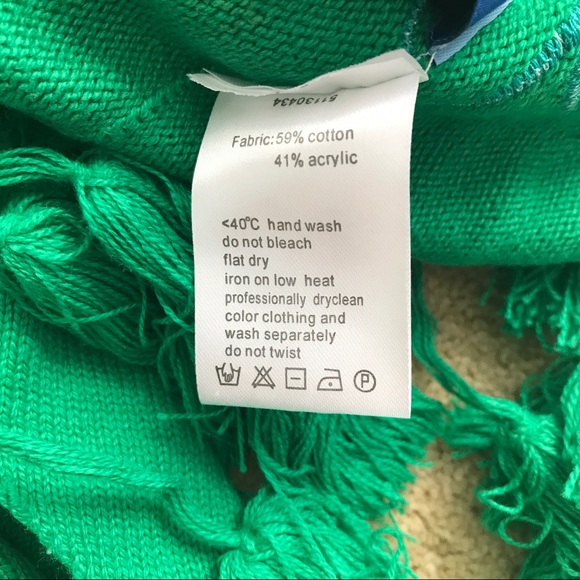 51130434
Fabric:59% cotton
41% acrylic
<40°C hand wash
do not bleach
flat dry
iron on low heat
professionally dryclean
color clothing and
wash separately
do not twist
P